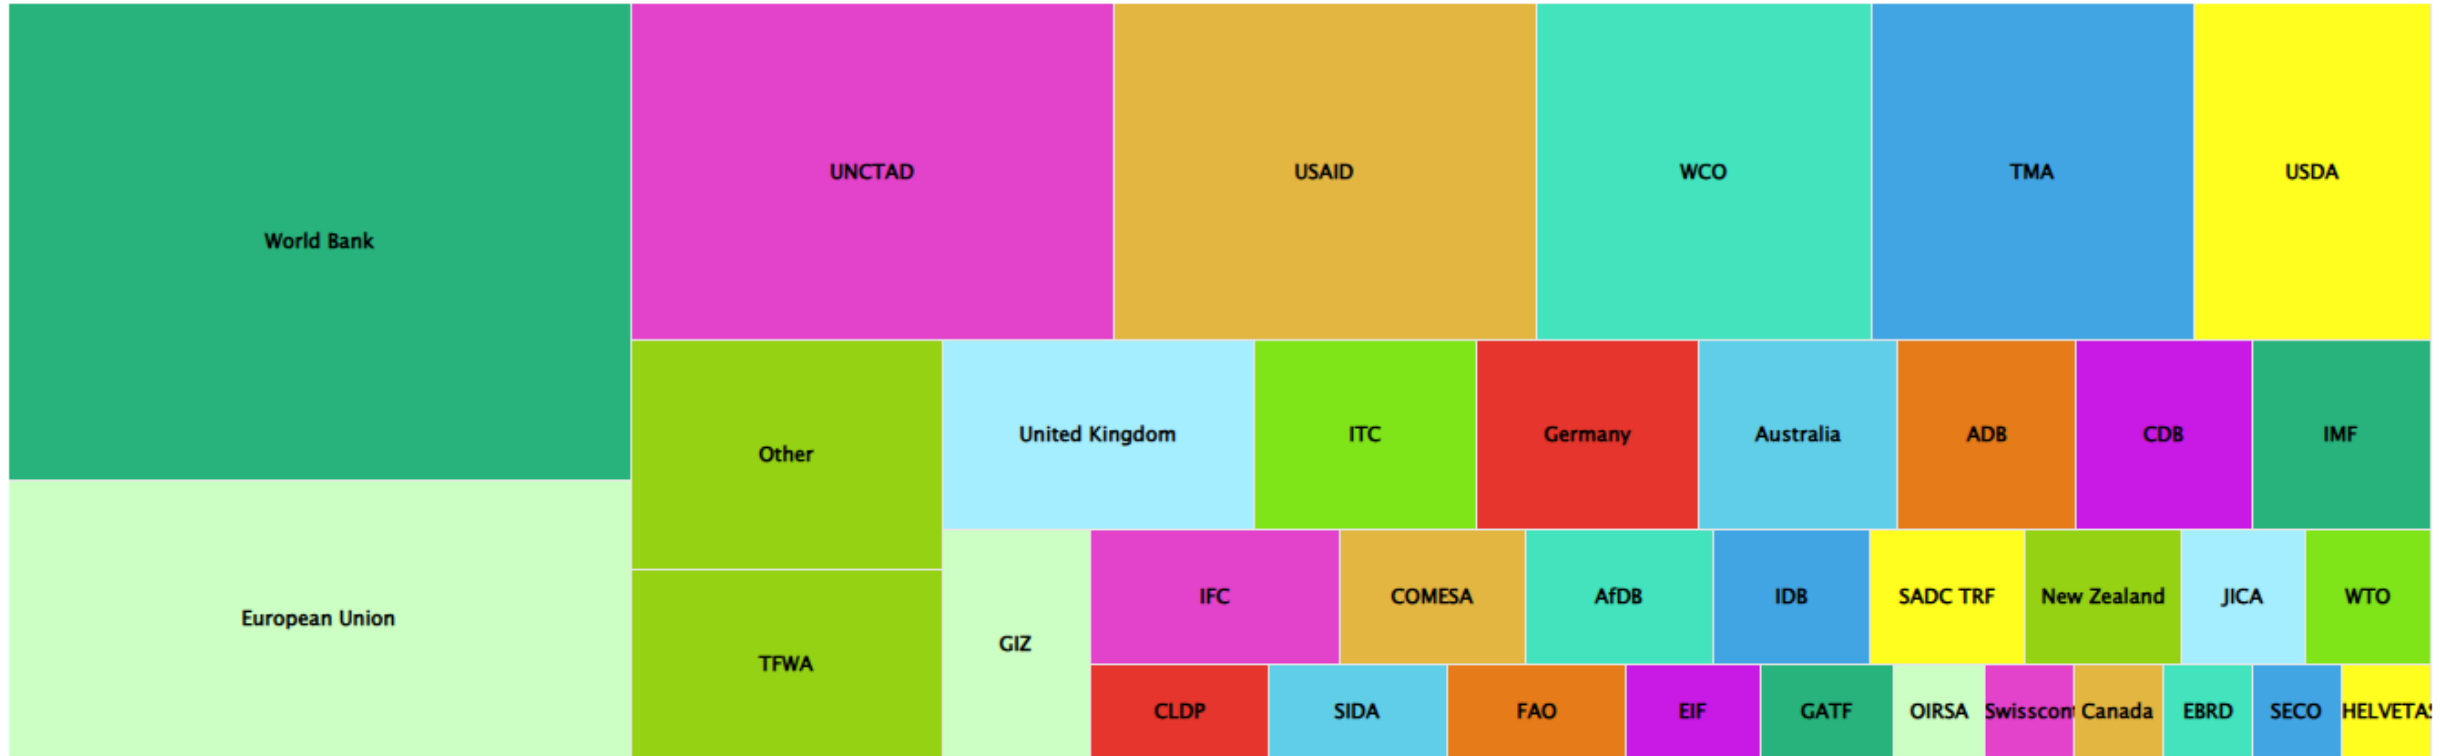 World Bank
European Union
UNCTAD
USAID
WCO
TMA
USDA
Other
TFWA
United Kingdom
ITC
Germany
Australia
ADB
CDB
IMF
GIZ
IFC
COMESA
AfDB
IDB
SADC TRF
New Zealand
JICA
WTO
CLDP
SIDA
FAO
EIF
GATF
OIRSA
Swisscont
Canada
EBRD
SECO
HELVETAS